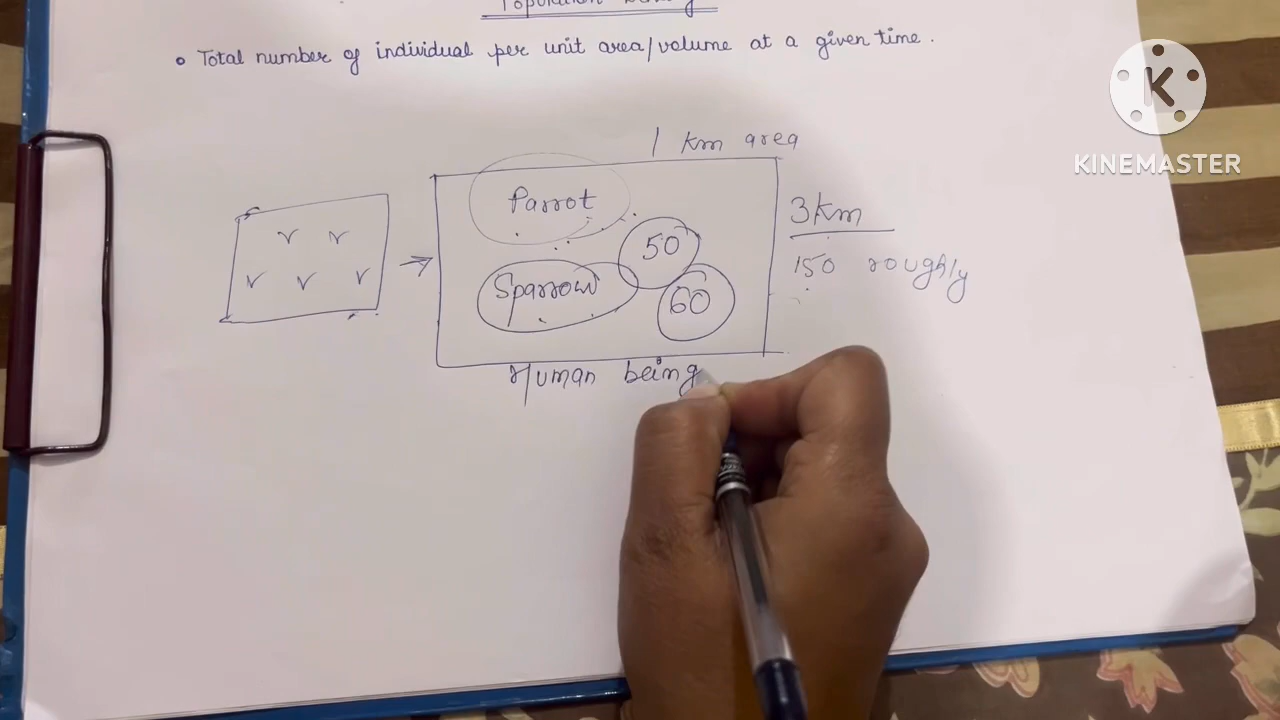 • Total number of individual per unit area/volume at a given time.
1 km area
Parrot
50
Sparrow
60
3km
150 roughly
Human being
K
KINEMASTER